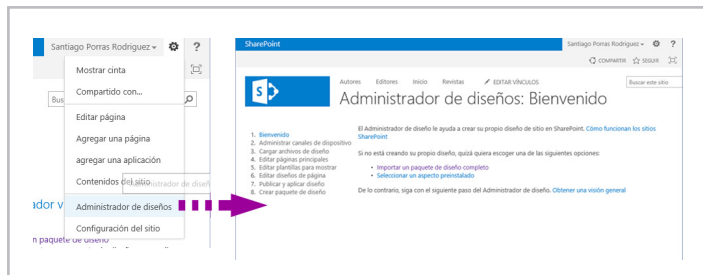 Santiago Porras Rodriguez
?
Mostrar cinta
Compartido con...
Bus
Editar página
Agregar una página
agregar una aplicación
Contenidos del sitio
ador v
Administrador de diseños
Configuración del sitio
n paquete de diseño
SharePoint
Santiago Porras Rodriguez
?
COMPARTIR
SEGUIR
Autores Editores Inicio Revistas EDITAR VÍNCULOS
Buscar este sitio
S
Administrador de diseños: Bienvenido
1. Bienvenido
2. Administrar canales de dispositivo
3. Cargar archivos de diseño
4. Editar páginas principales
5. Editar plantillas para mostrar
6. Editar diseños de página
7. Publicar y aplicar diseño
8. Crear paquete de diseño
El Administrador de diseño le ayuda a crear su propio diseño de sitio en SharePoint. Cómo funcionan los sitios
SharePoint
Si no está creando su propio diseño, quizá quiera escoger una de las siguientes opciones:
• Importar un paquete de diseño completo
• Seleccionar un aspecto preinstalado
De lo contrario, siga con el siguiente paso del Administrador de diseño. Obtener una visión general